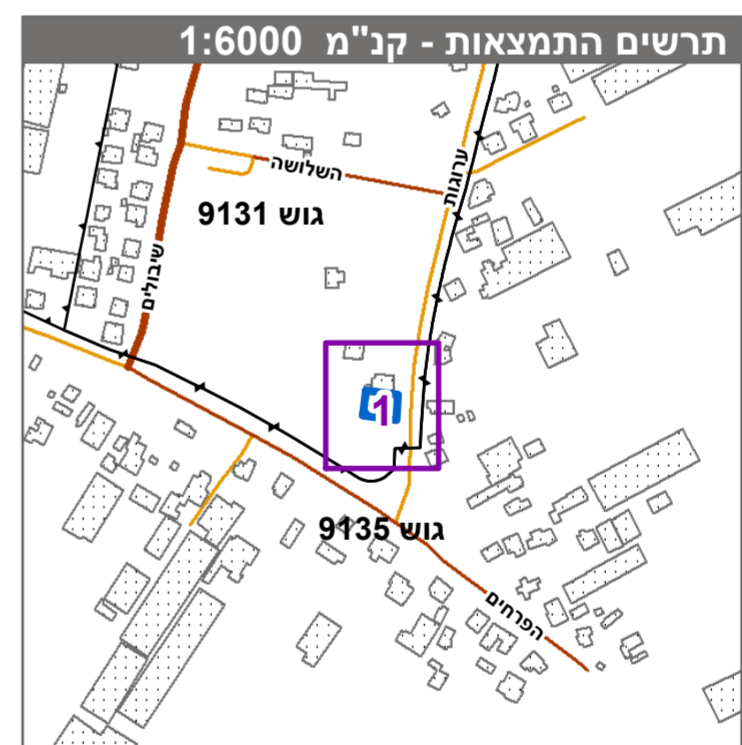 תרשים התמצאות - קנ"מ 1:6000
השלושה
ערוגות
גוש 9131
שיבולים
1
גוש 9135
הפרחים